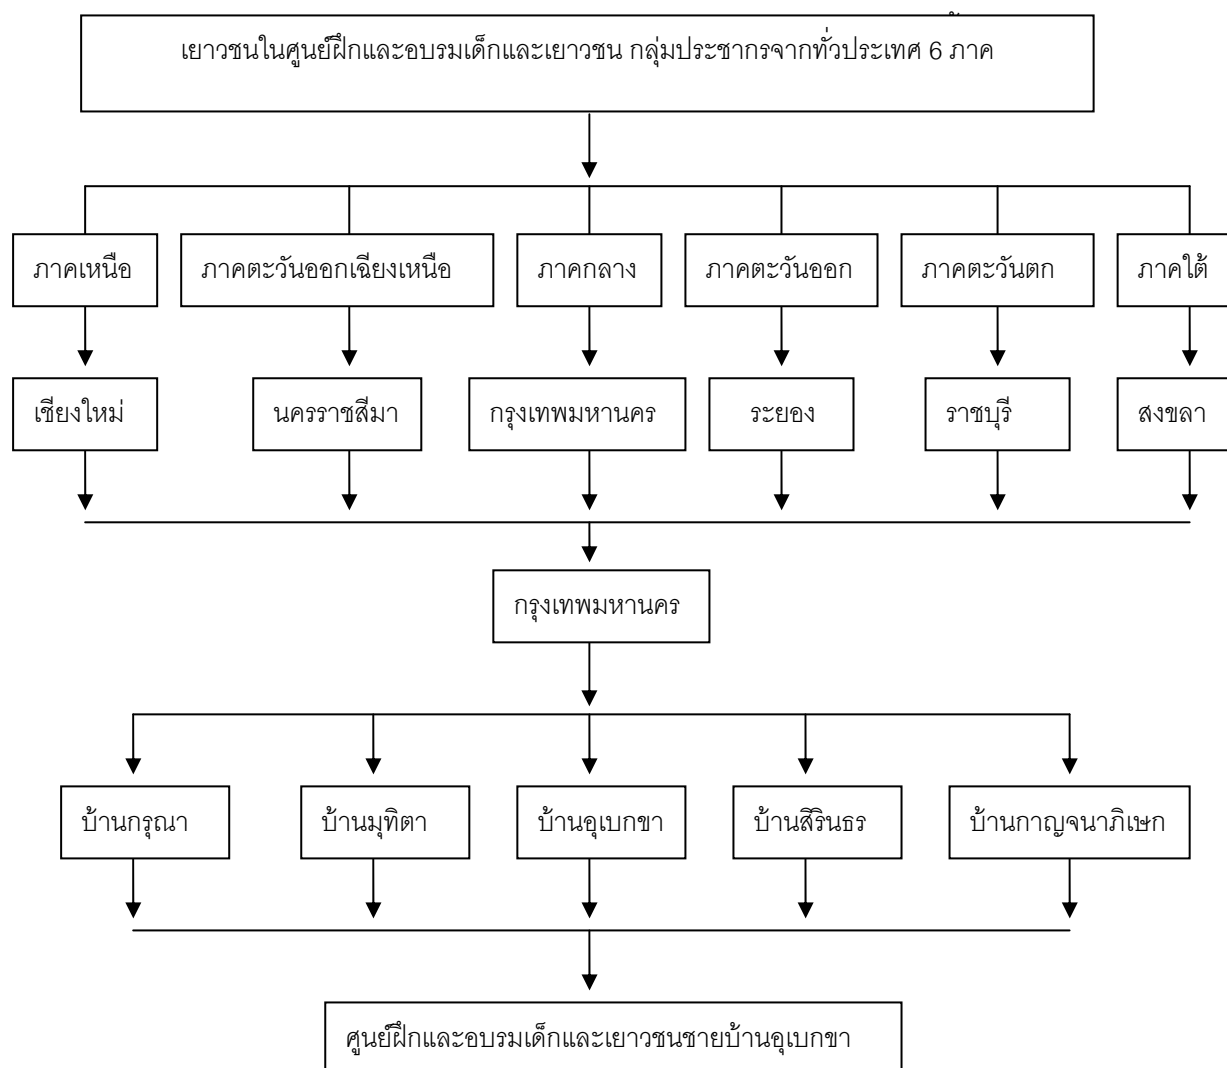 เยาวชนในศูนย์ฝึกและอบรมเด็กและเยาวชน กลุ่มประชากรจากทั่วประเทศ 6 ภาค
ภาคเหนือ
ภาคตะวันออกเฉียงเหนือ
ภาคกลาง
ภาคตะวันออก
ภาคตะวันตก
ภาคใต้
เชียงใหม่
นครราชสีมา
กรุงเทพมหานคร
ระยอง
ราชบุรี
สงขลา
กรุงเทพมหานคร
บ้านกรุณา
บ้านมุทิตา
บ้านอุเบกขา
บ้านสิรินธร
บ้านกาญจนาภิเษก
ศูนย์ฝึกและอบรมเด็กและเยาวชนชายบ้านอุเบกขา